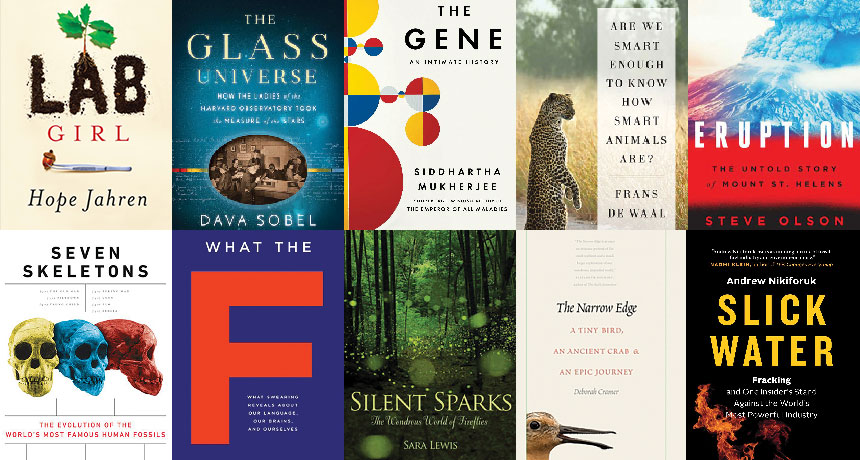 LAB
GIRL
Hope Jahren
THE
GLASS
UNIVERSE
HOW THE LADIES of the
HARVARD OBSERVATORY TOOK
THE MEASURE of the STARS
DAVA SOBEL
THE
GENE
AN INTIMATE HISTORY
SIDDHARTHA
MUKHERJEE
THE EMPEROR OF ALL MALADIES
ARE WE
SMART
ENOUGH
TO KNOW
HOW
SMART
ANIMALS
ARE?
FRANS
DE WAAL
ERUPTION
THE UNTOLD STORY
of MOUNT ST. HELENS
STEVE OLSON
SEVEN
SKELETONS
THE EVOLUTION OF THE
WORLD'S MOST FAMOUS HUMAN FOSSILS
WHAT THE
F
WHAT SWEARING
REVEALS ABOUT
OUR LANGUAGE,
OUR BRAINS,
AND OURSELVES
SILENT SPARKS
The Wondrous World of Fireflies
SARA LEWIS
The Narrow Edge
A TINY BIRD,
AN ANCIENT CRAB &
AN EPIC JOURNEY
Deborah Cramer
NAOMI KLEIN,
Andrew Nikiforuk
SLICK
WATER
Fracking
and One Insider's Stand
Against the World's
Most Powerful Industry